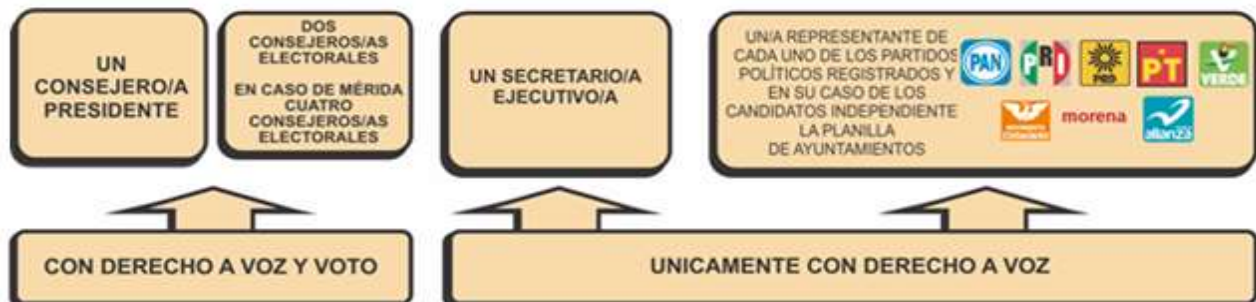 UN
CONSEJERO/A
PRESIDENTE
DOS
CONSEJEROS/AS
ELECTORALES
EN CASO DE MÉRIDA
CUATRO
CONSEJEROS/AS
ELECTORALES
UN SECRETARIO/A
EJECUTIVO/A
UN/A REPRESENTANTE DE
CADA UNO DE LOS PARTIDOS
POLÍTICOS REGISTRADOS Y
EN SU CASO DE LOS
CANDIDATOS INDEPENDIENTE
LA PLANILLA
DE AYUNTAMIENTOS
PAN
PRI
PRD
PT
VERDE
morena
alianza
CON DERECHO A VOZ Y VOTO
UNICAMENTE CON DERECHO A VOZ